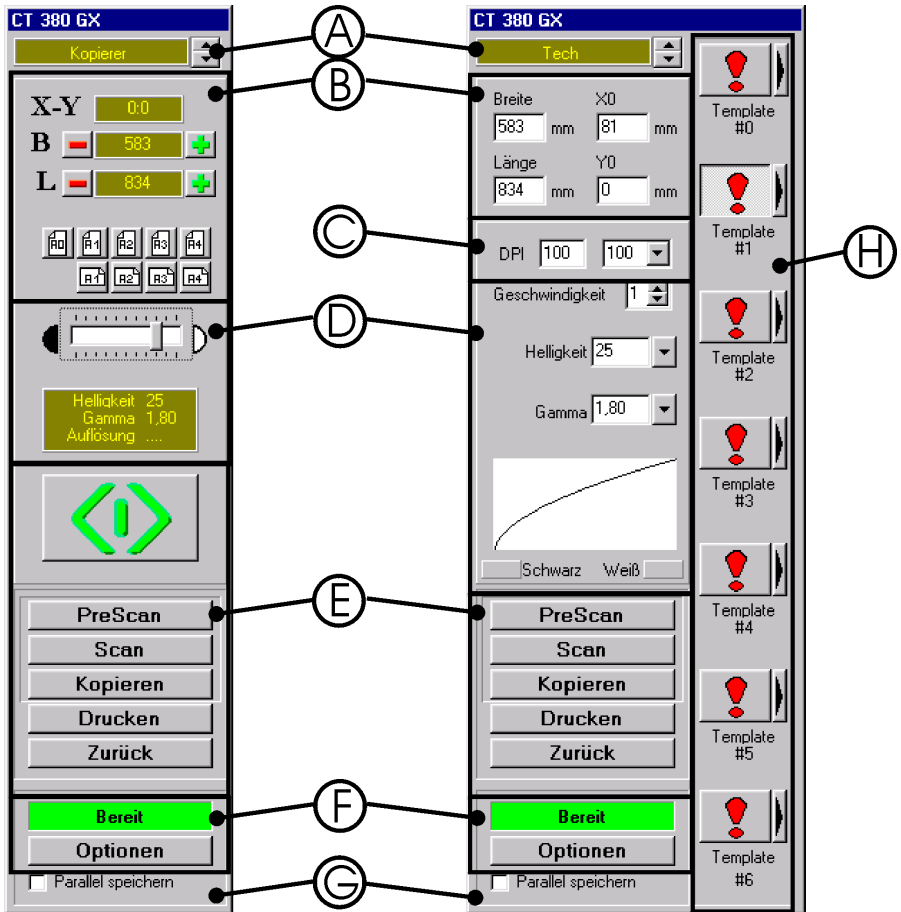 CT 380 GX
Kopierer
X-Y 0:0
B 583
L 834
A0 A1 A2 A3 A4
A1 A2 A3 A4
Helligkeit 25
Gamma 1,80
Auflösung ....
PreScan
Scan
Kopieren
Drucken
Zurück
Bereit
Optionen
Parallel speichern
A
B
C
D
E
F
G
CT 380 GX
Tech
Breite X0
583 mm 81 mm
Länge Y0
834 mm 0 mm
DPI 100 100
Geschwindigkeit 1
Helligkeit 25
Gamma 1,80
Schwarz Weiß
PreScan
Scan
Kopieren
Drucken
Zurück
Bereit
Optionen
Parallel speichern
Template
#0
Template
#1
Template
#2
Template
#3
Template
#4
Template
#5
Template
#6
H